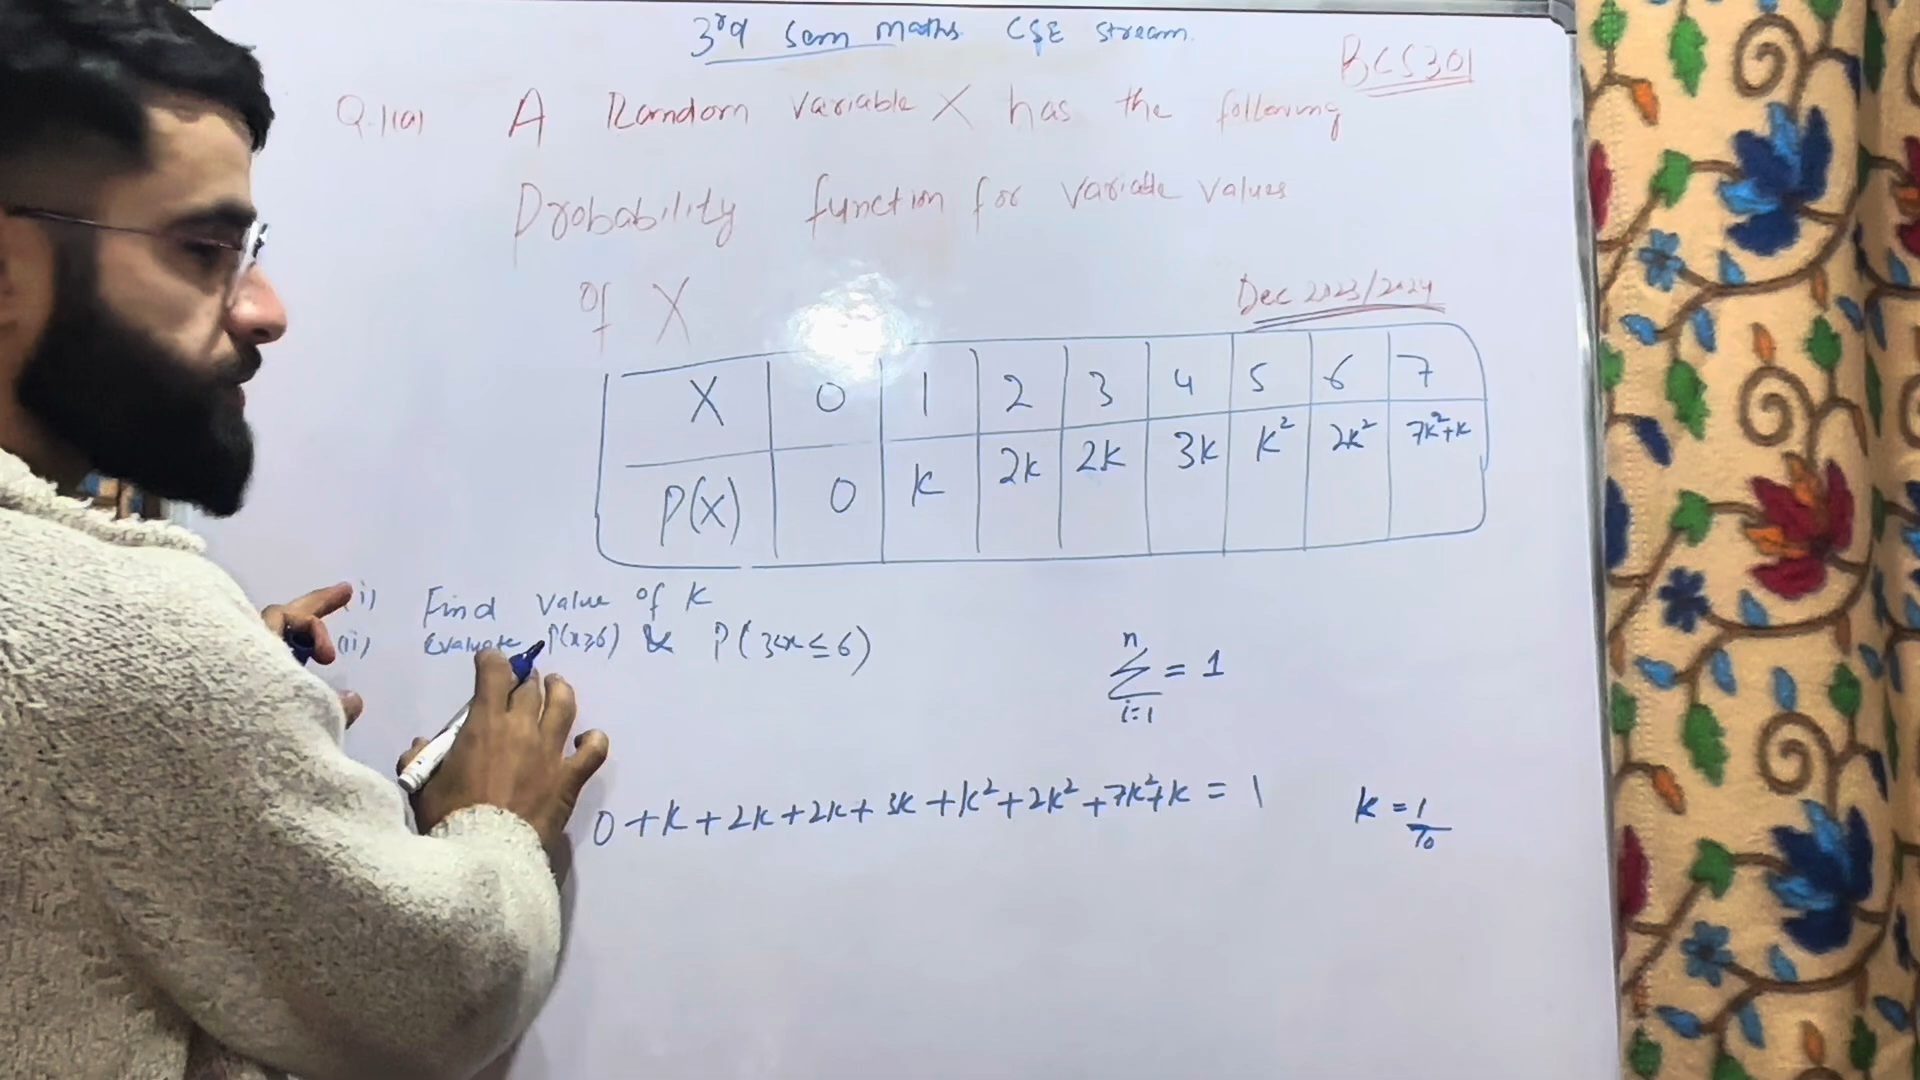 3rd Sem Maths CSE Stream.
BCS301
Q.1(a) A Random variable X has the following
Probability function for variable values
of X
Dec 2023/2024
X 0 1 2 3 4 5 6 7
P(X) 0 k 2k 2k 3k k² 2k² 7k²+k
(i) Find value of k
(ii) Evaluate P(x≥6) & P(3<x≤6)
n
∑ = 1
i=1
0+k+2k+2k+3k+k²+2k²+7k²+k = 1
k = 1/10